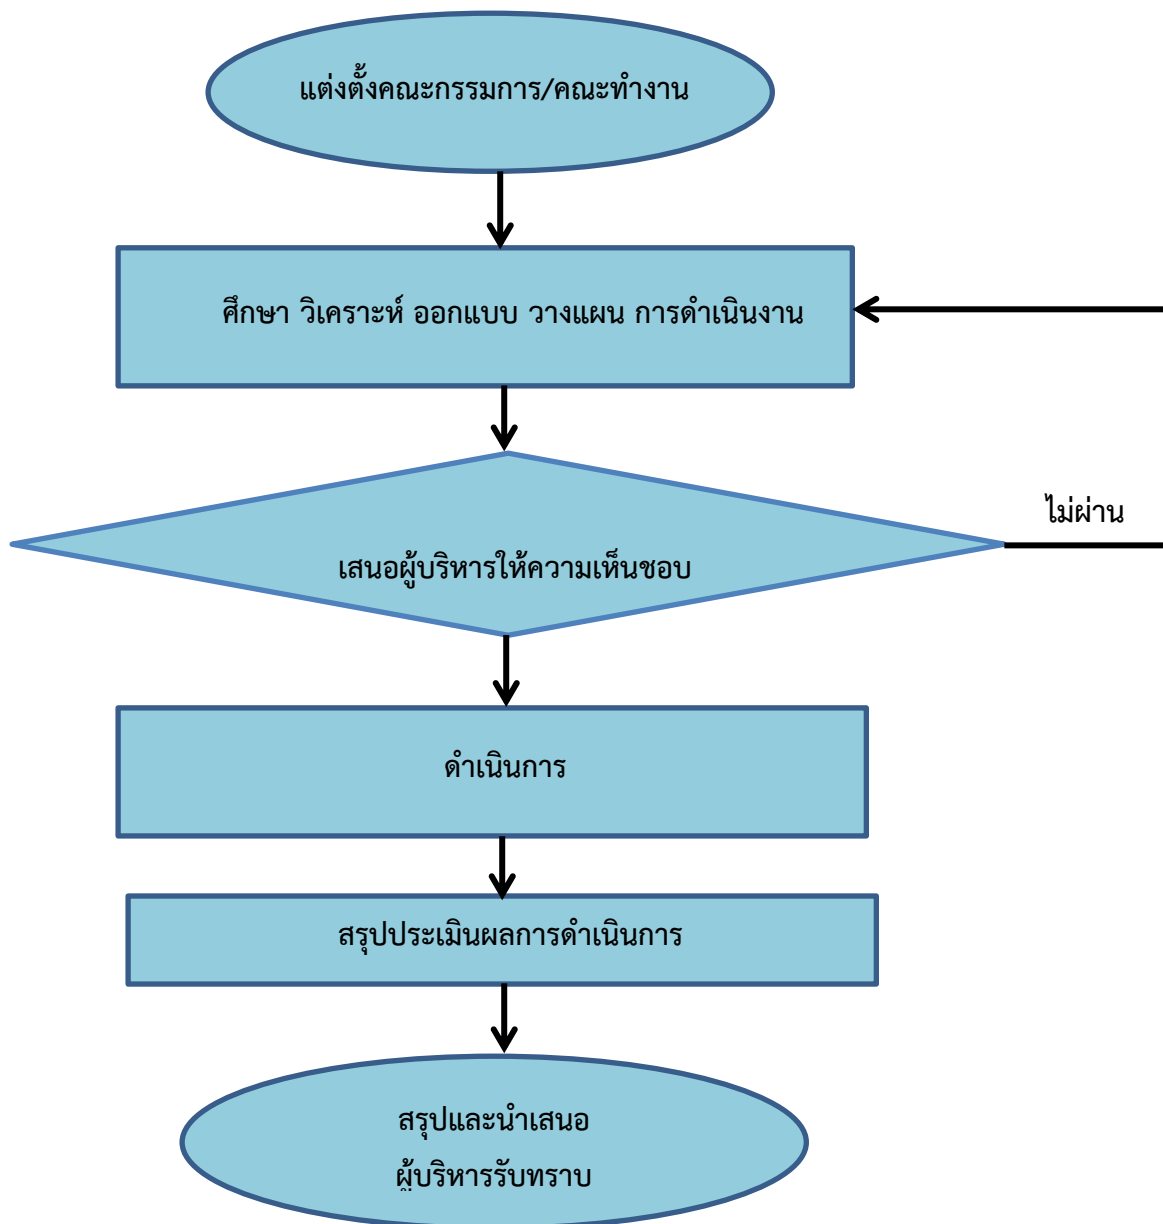 แต่งตั้งคณะกรรมการ/คณะทำงาน
ศึกษา วิเคราะห์ ออกแบบ วางแผน การดำเนินงาน
ไม่ผ่าน
เสนอผู้บริหารให้ความเห็นชอบ
ดำเนินการ
สรุปประเมินผลการดำเนินการ
สรุปและนำเสนอ
ผู้บริหารรับทราบ